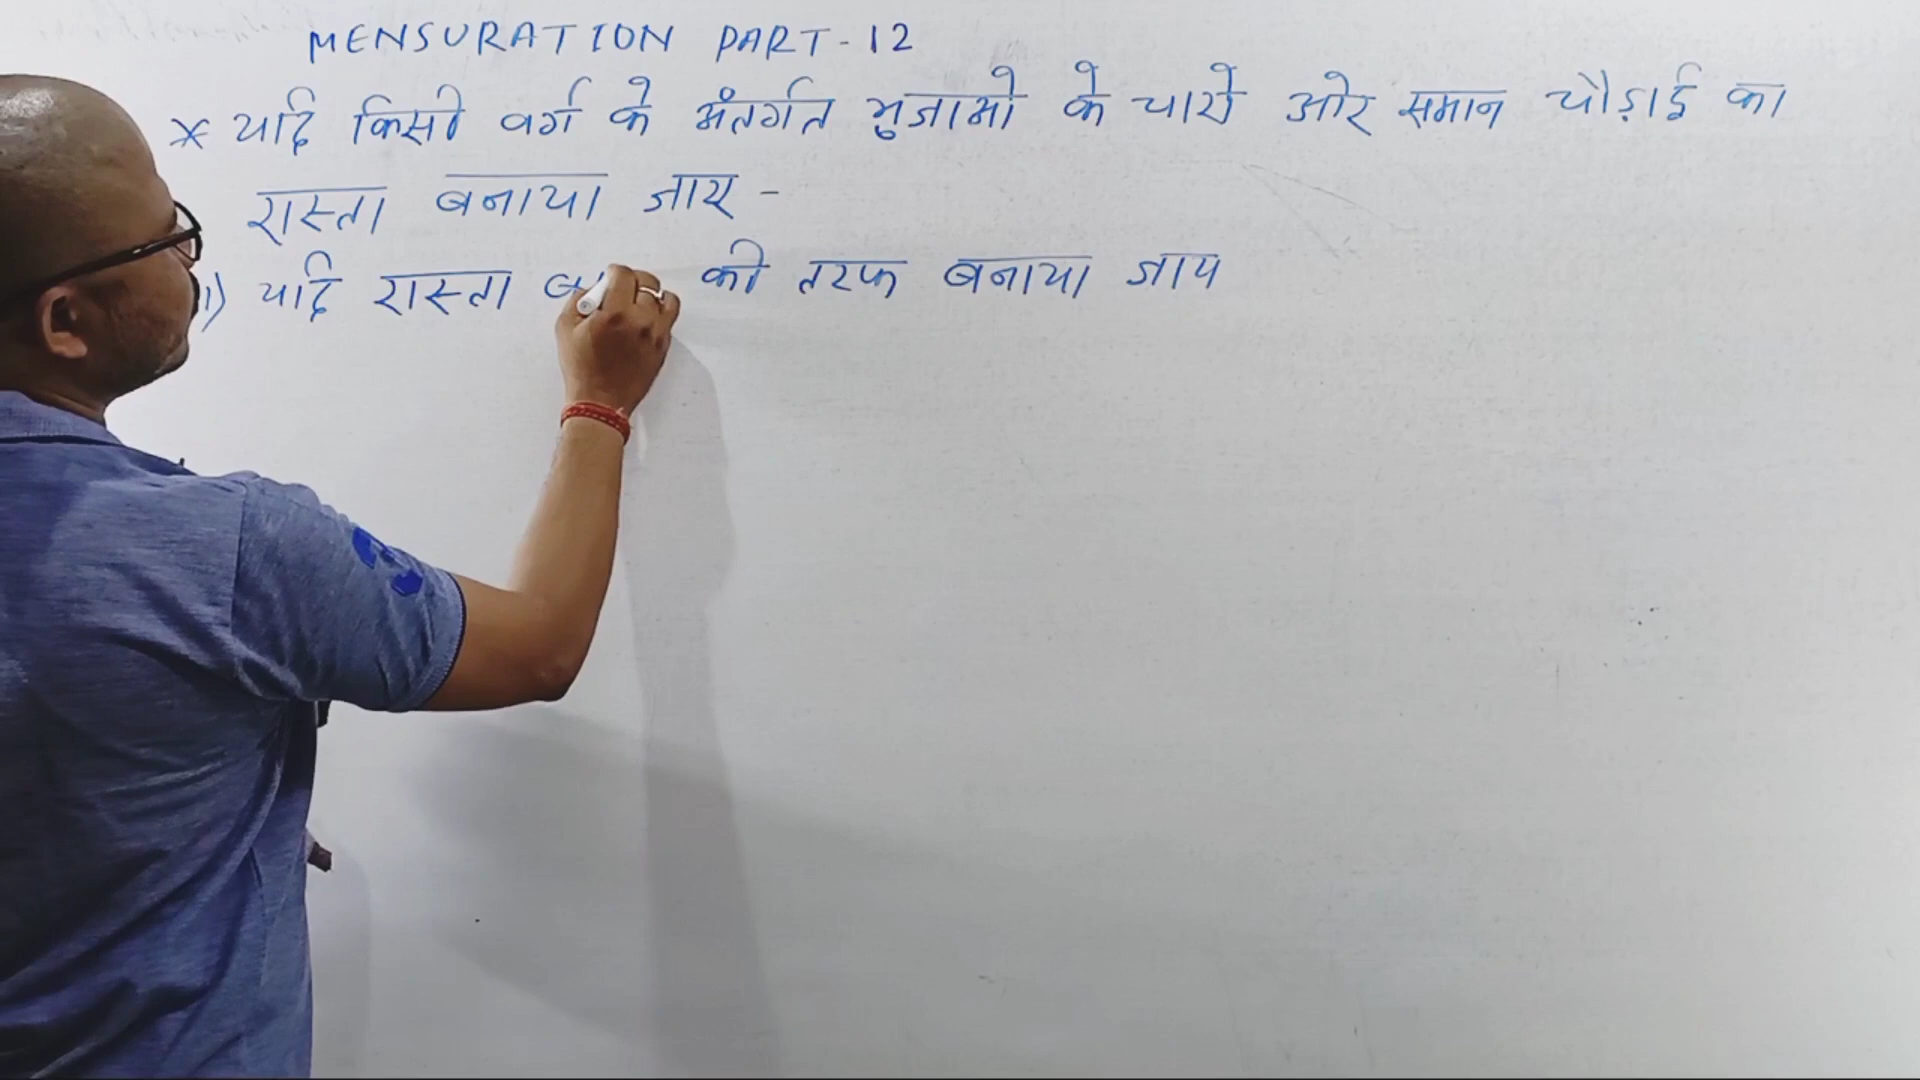 MENSURATION PART-12
* यदि किसी वर्ग के अंतर्गत भुजाओ के चारो ओर समान चौड़ाई का
रास्ता बनाया जाए -
1) यदि रास्ता की तरफ बनाया जाय